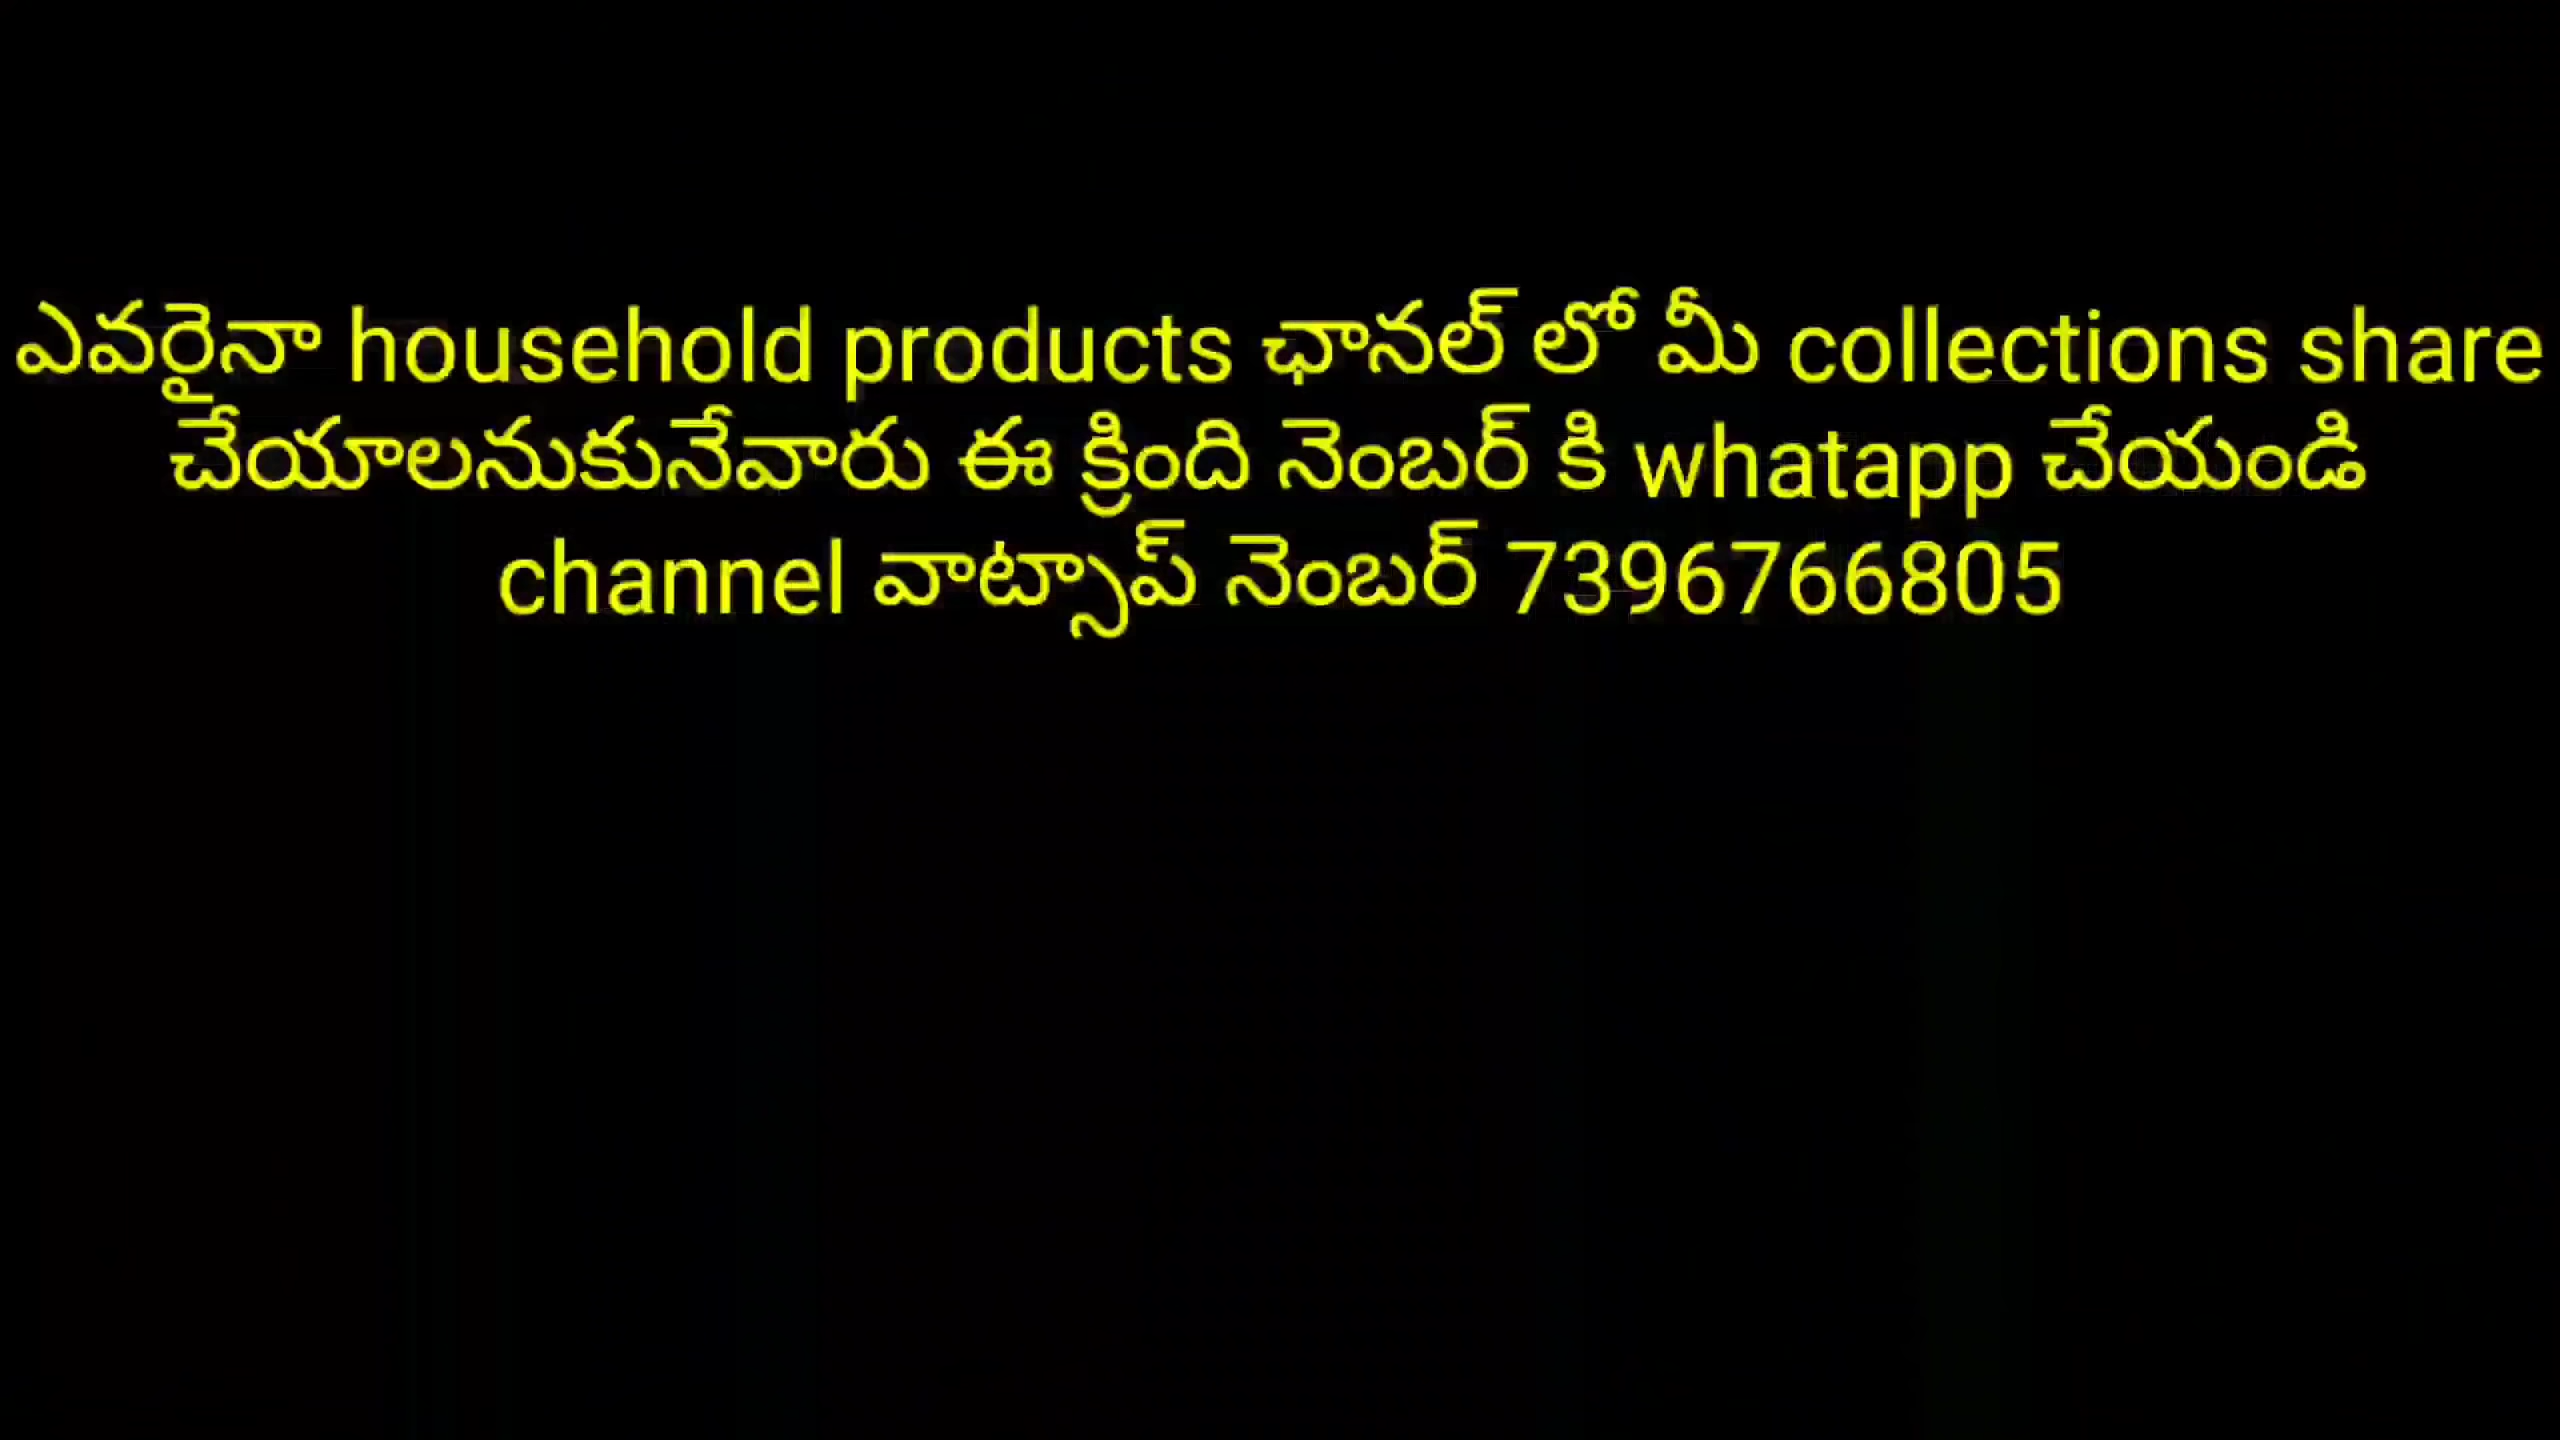 ఎవరైనా household products ఛానల్ లో మీ collections share
చేయాలనుకునేవారు ఈ క్రింది నెంబర్ కి whatapp చేయండి
channel వాట్సాప్ నెంబర్ 7396766805